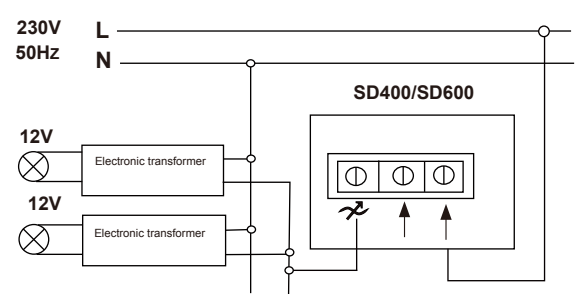 230V L
50Hz N
SD400/SD600
12V
Electronic transformer
12V
Electronic transformer